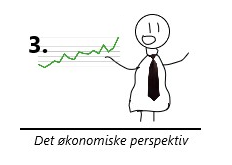 3.
Det økonomiske perspektiv